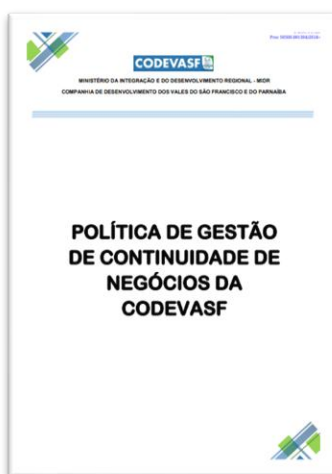 CODEVASF
MINISTÉRIO DA INTEGRAÇÃO E DO DESENVOLVIMENTO REGIONAL - MIDR
COMPANHIA DE DESENVOLVIMENTO DOS VALES DO SÃO FRANCISCO E DO PARNAÍBA
POLÍTICA DE GESTÃO
DE CONTINUIDADE DE
NEGÓCIOS DA
CODEVASF